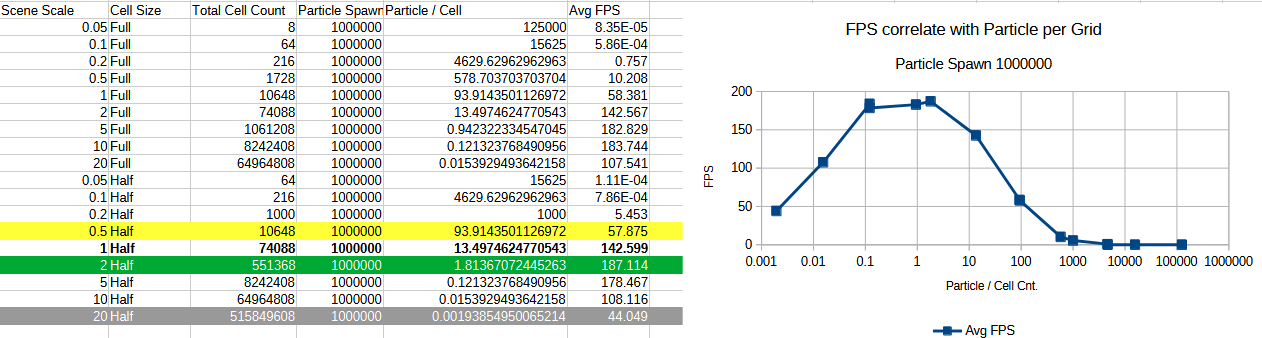 Scene Scale Cell Size Total Cell Count Particle Spawn Particle / Cell Avg FPS
0.05 Full 8 1000000 125000 8.35E-05
0.1 Full 64 1000000 15625 5.86E-04
0.2 Full 216 1000000 4629.62962962963 0.757
0.5 Full 1728 1000000 578.703703703704 10.208
1 Full 10648 1000000 93.9143501126972 58.381
2 Full 74088 1000000 13.4974624770543 142.567
5 Full 1061208 1000000 0.942322334547045 182.829
10 Full 8242408 1000000 0.121323768490956 183.744
20 Full 64964808 1000000 0.0153929493642158 107.541
0.05 Half 64 1000000 15625 1.11E-04
0.1 Half 216 1000000 4629.62962962963 7.86E-04
0.2 Half 1000 1000000 1000 5.453
0.5 Half 10648 1000000 93.9143501126972 57.875
1 Half 74088 1000000 13.4974624770543 142.599
2 Half 551368 1000000 1.81367072445263 187.114
5 Half 8242408 1000000 0.121323768490956 178.467
10 Half 64964808 1000000 0.0153929493642158 108.116
20 Half 515849608 1000000 0.00193854950065214 44.049
FPS correlate with Particle per Grid
Particle Spawn 1000000
FPS
200
150
100
50
0
0.001 0.01 0.1 1 10 100 1000 10000 100000 1000000
Particle / Cell Cnt.
Avg FPS